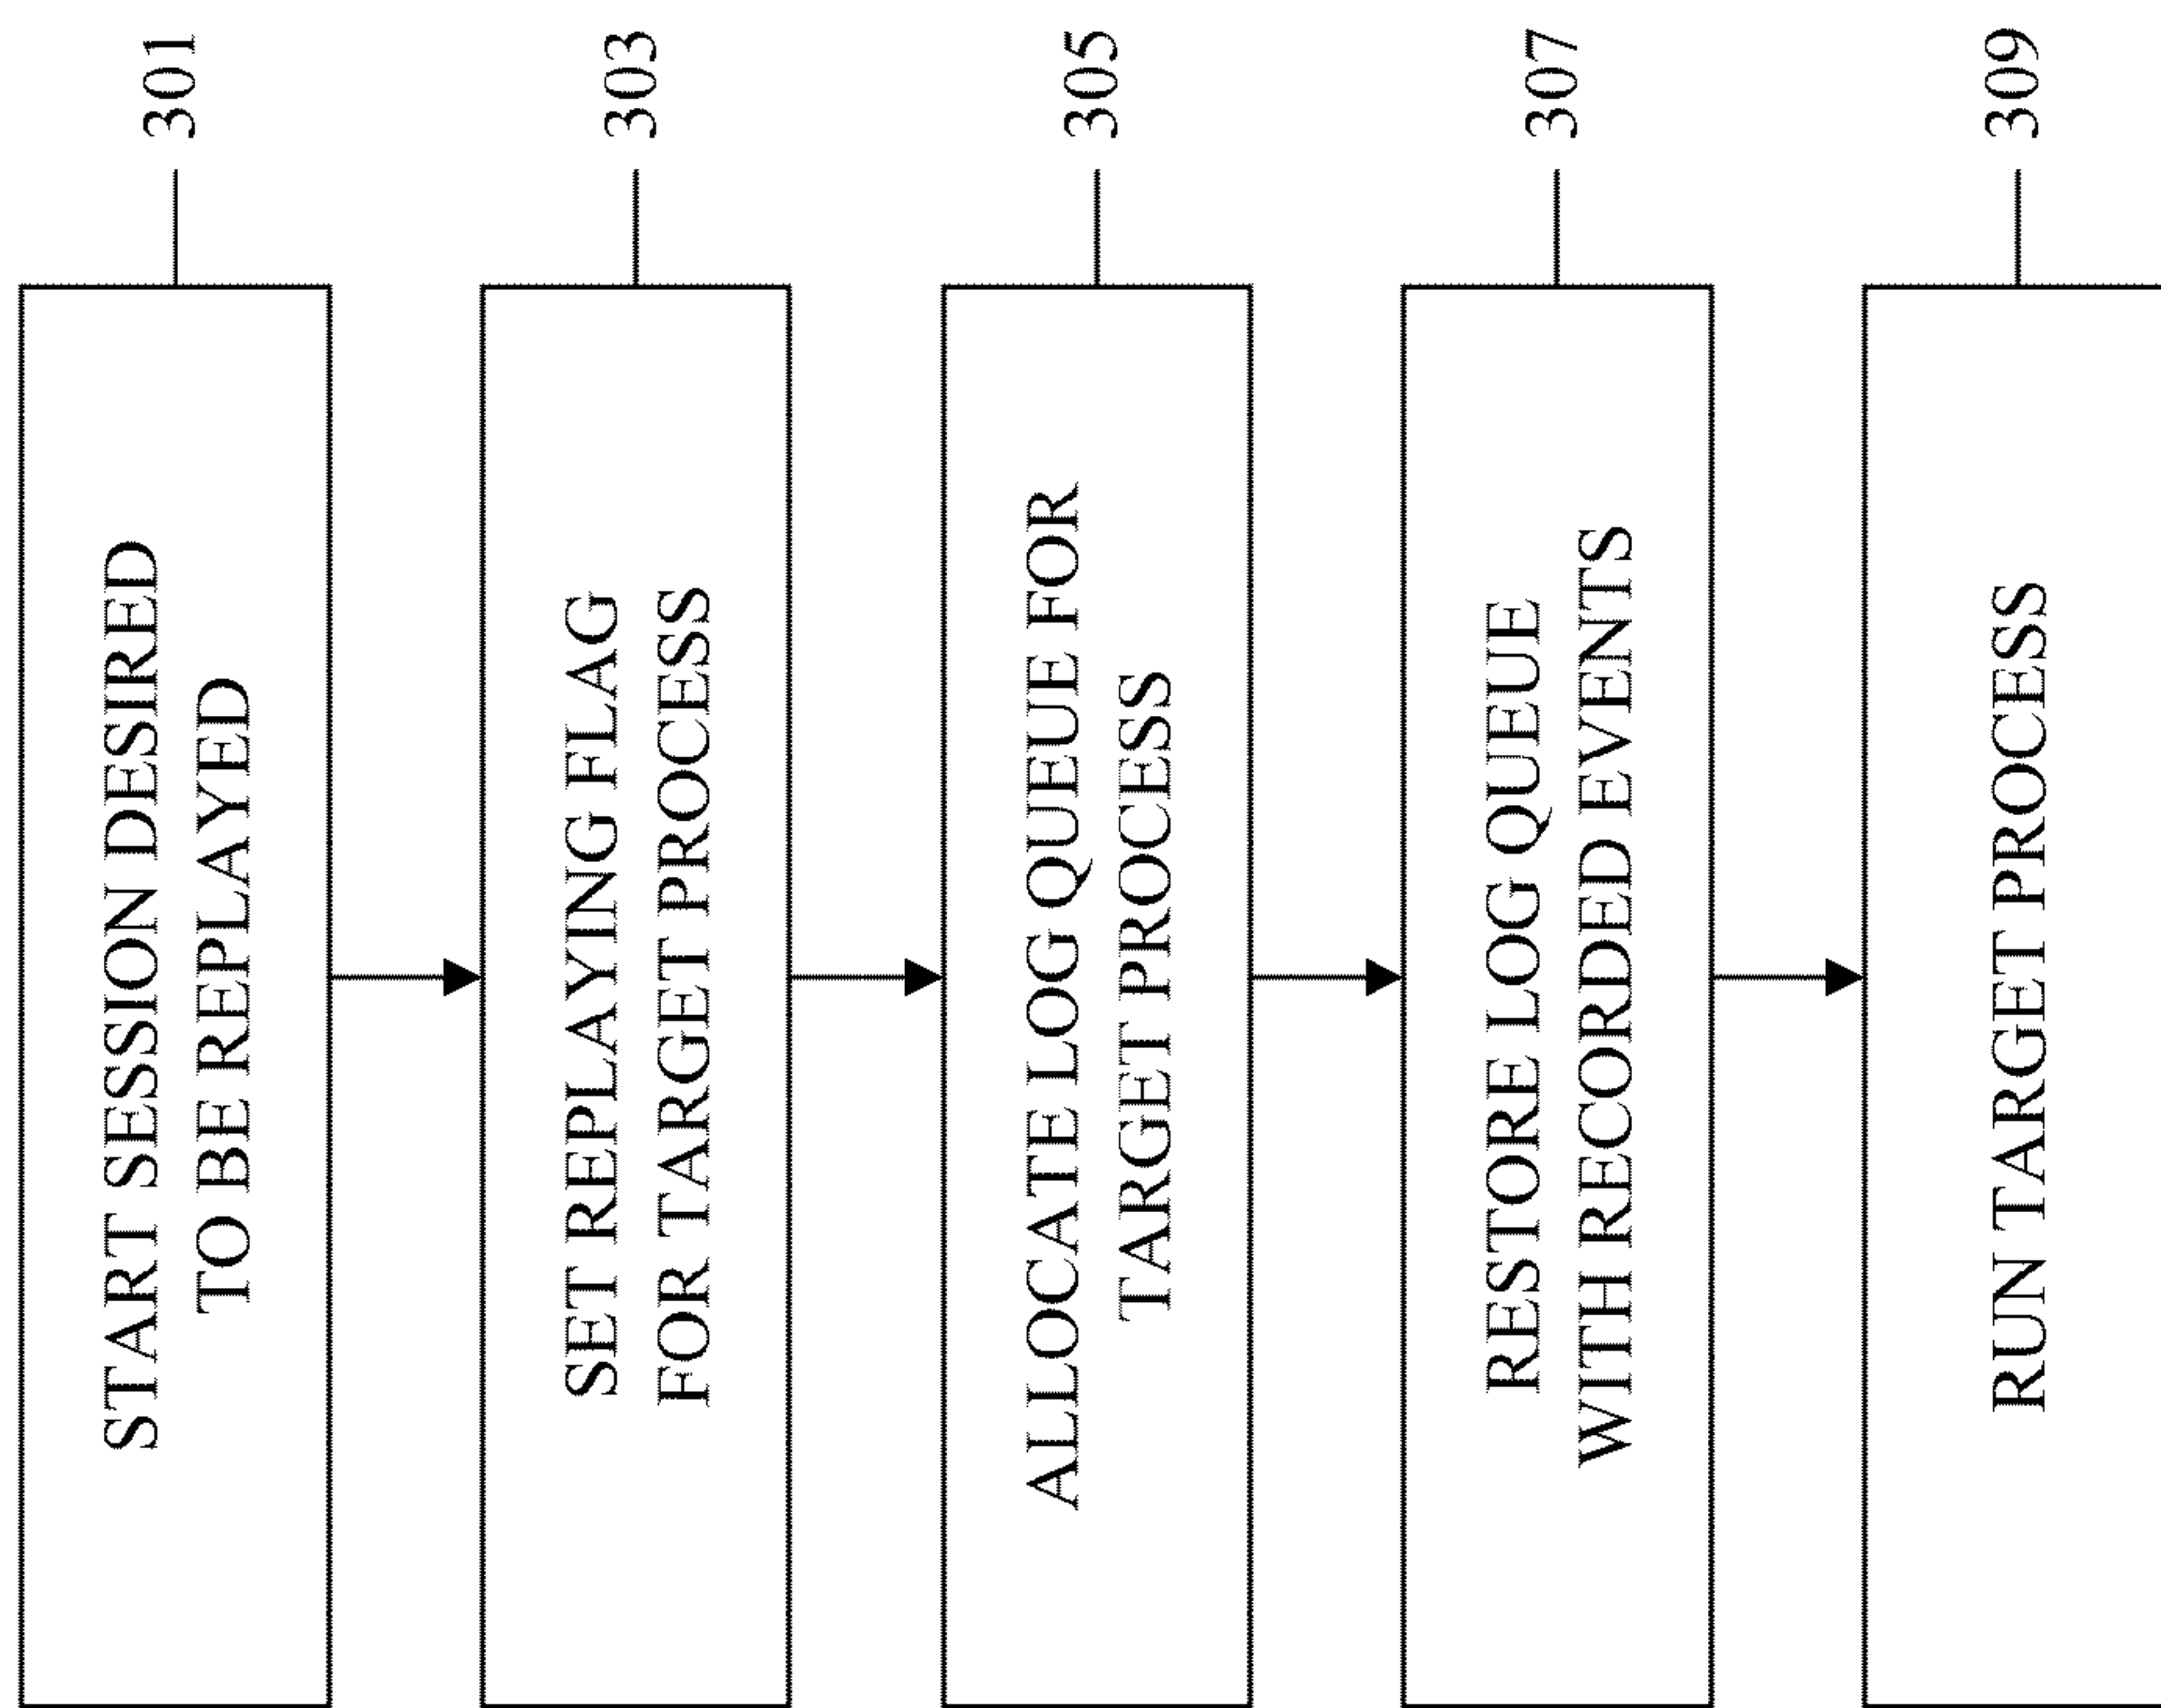 START SESSION DESIRED
TO BE REPLAYED
301
SET REPLAYING FLAG
FOR TARGET PROCESS
303
ALLOCATE LOG QUEUE FOR
TARGET PROCESS
305
RESTORE LOG QUEUE
WITH RECORDED EVENTS
307
RUN TARGET PROCESS
309